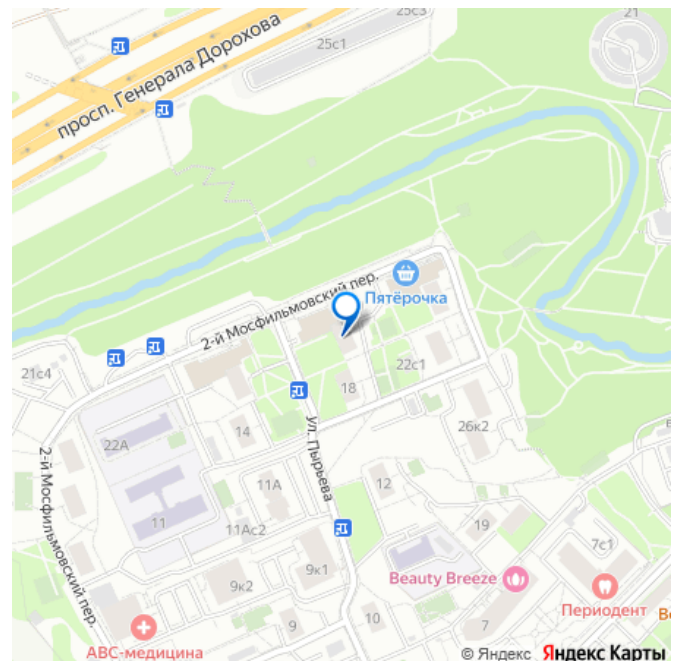 25с3
21
25с1
просп. Генерала Дорохова
2-й Мосфильмовский пер.
Пятёрочка
21с4
22с1
18
14
22А
26к2
ул. Пырьева
2-й Мосфильмовский пер.
11А
12
11
11Ас2
19
7с1
9к1
Beauty Breeze
9к2
Периодент
10
9
7
АВС-медицина
© Яндекс Яндекс Карты